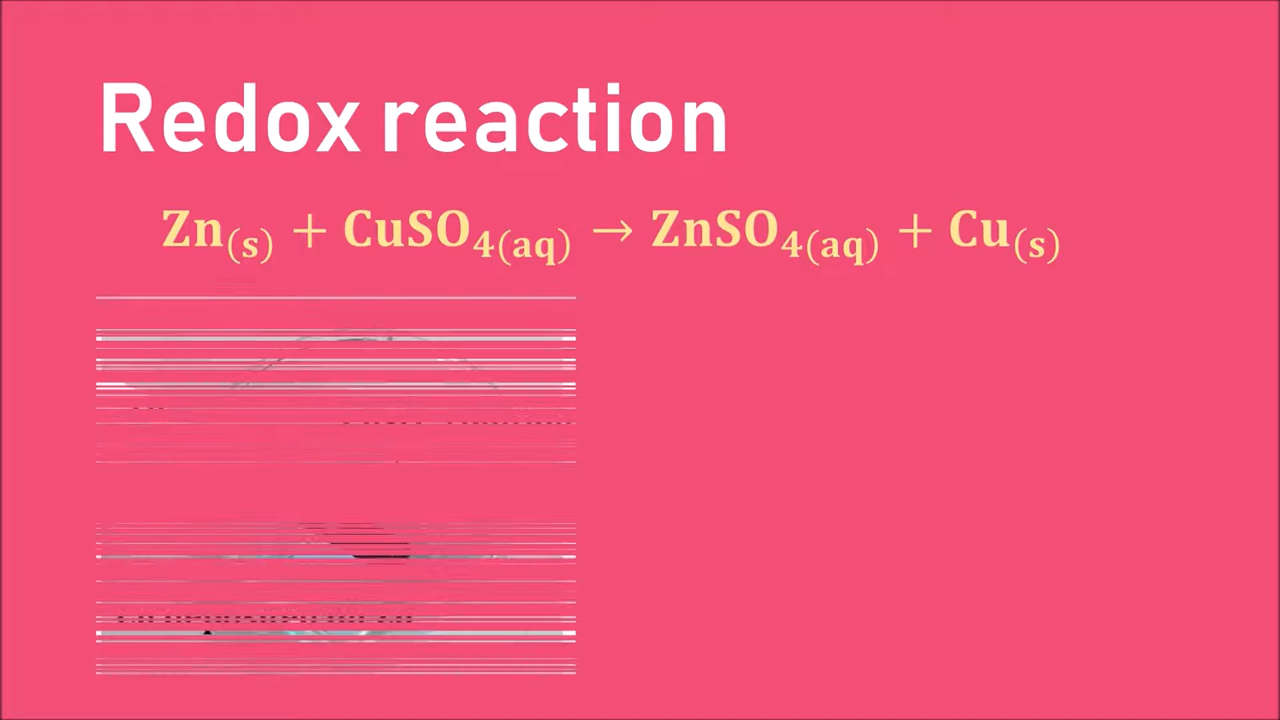 Redox reaction
Zn(s) + CuSO4(aq) → ZnSO4(aq) + Cu(s)